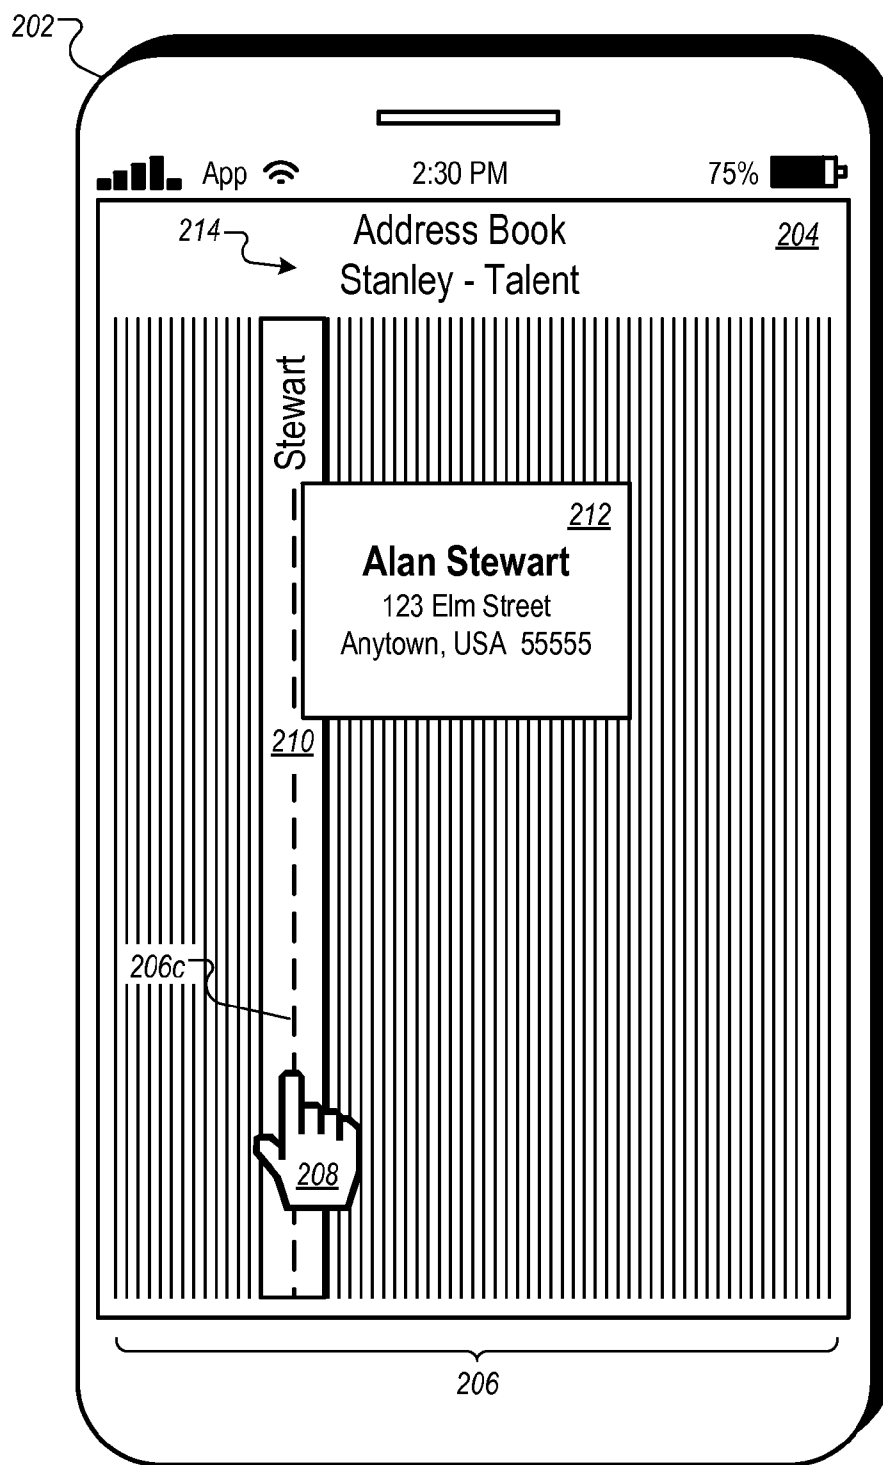 202
App 2:30 PM 75%
214
Address Book
204
Stanley - Talent
Stewart
212
Alan Stewart
123 Elm Street
Anytown, USA 55555
210
206c
208
206